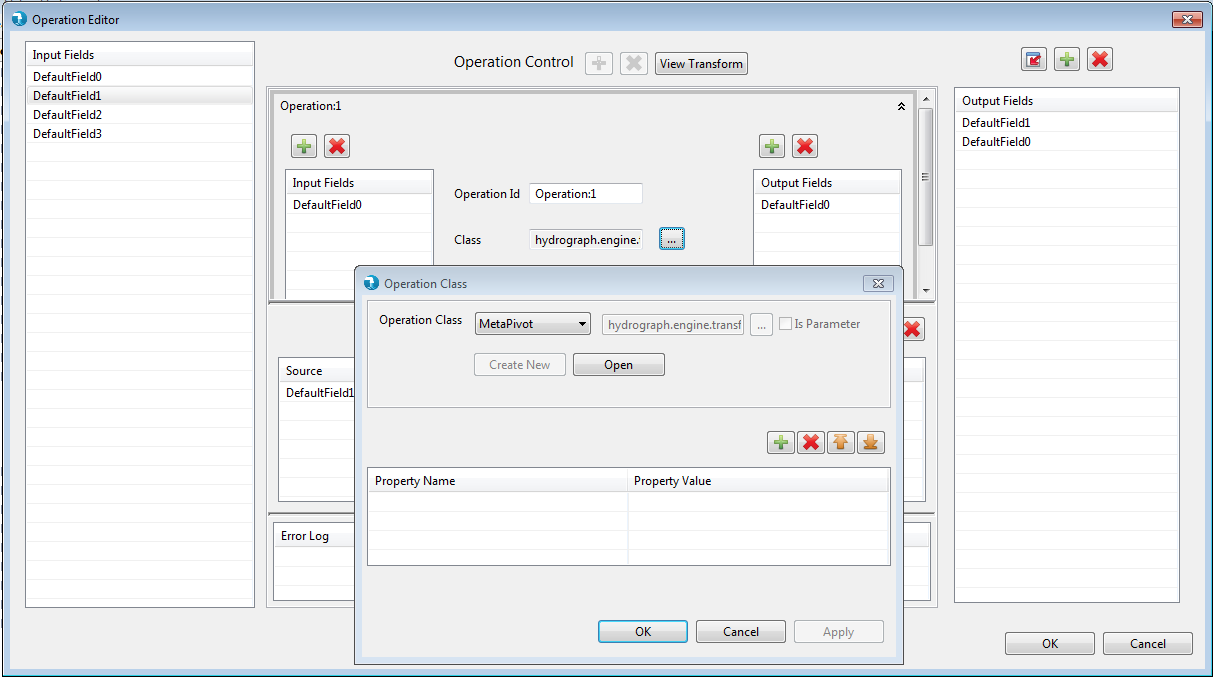 Operation Editor
Input Fields
DefaultField0
DefaultField1
DefaultField2
DefaultField3
Operation Control
View Transform
Operation:1
Input Fields
DefaultField0
Operation Id
Operation:1
Class
hydrograph.engine.
...
Output Fields
DefaultField0
Source
DefaultField1
Error Log
Output Fields
DefaultField1
DefaultField0
OK
Cancel
Operation Class
Operation Class
MetaPivot
hydrograph.engine.transf
...
Is Parameter
Create New
Open
Property Name
Property Value
OK
Cancel
Apply